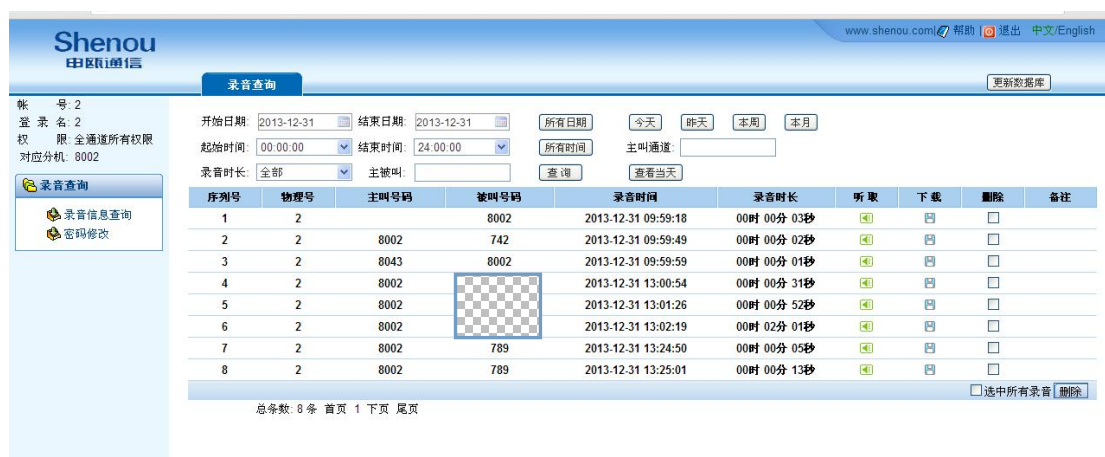 www.shenou.com| 帮助 | 退出 中文/English
Shenou
申瓯通信
录音查询
更新数据库
帐 号: 2
登 录 名: 2
权 限: 全通道所有权限
对应分机: 8002
录音查询
录音信息查询
密码修改
开始日期: 2013-12-31 结束日期: 2013-12-31 所有日期 今天 昨天 本周 本月
起始时间: 00:00:00 结束时间: 24:00:00 所有时间 主叫通道:
录音时长: 全部 主被叫: 查 询 查看当天
序列号 物理号 主叫号码 被叫号码 录音时间 录音时长 听 取 下 载 删除 备注
1 2 8002 2013-12-31 09:59:18 00时 00分 03秒
2 2 8002 742 2013-12-31 09:59:49 00时 00分 02秒
3 2 8043 8002 2013-12-31 09:59:59 00时 00分 01秒
4 2 8002 2013-12-31 13:00:54 00时 00分 31秒
5 2 8002 2013-12-31 13:01:26 00时 00分 52秒
6 2 8002 2013-12-31 13:02:19 00时 02分 01秒
7 2 8002 789 2013-12-31 13:24:50 00时 00分 05秒
8 2 8002 789 2013-12-31 13:25:01 00时 00分 13秒
选中所有录音 删除
总条数: 8 条 首页 1 下页 尾页